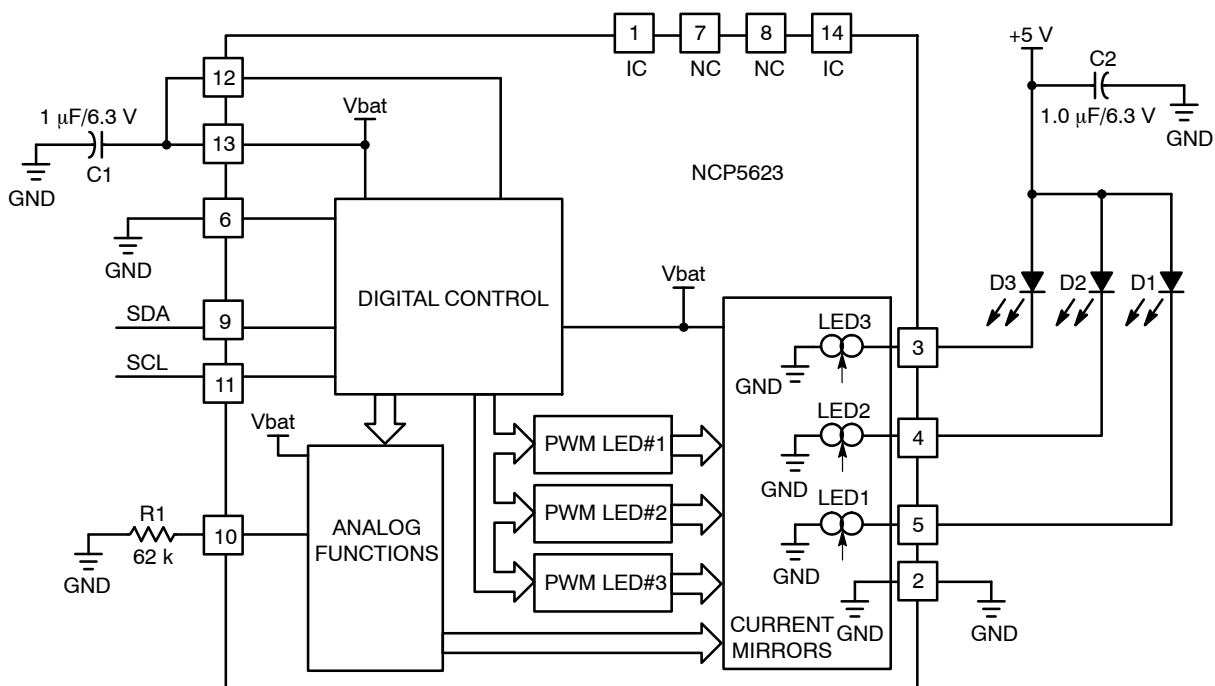 1
7
8
14
IC
NC
NC
IC
+5 V
C2
1.0 μF/6.3 V
GND
12
1 μF/6.3 V
Vbat
13
C1
GND
NCP5623
6
GND
DIGITAL CONTROL
Vbat
SDA
9
SCL
11
D3
D2
D1
LED3
GND
3
LED2
GND
4
LED1
GND
5
Vbat
PWM LED#1
PWM LED#2
PWM LED#3
R1
62 k
GND
10
ANALOG
FUNCTIONS
2
GND
GND
CURRENT
MIRRORS